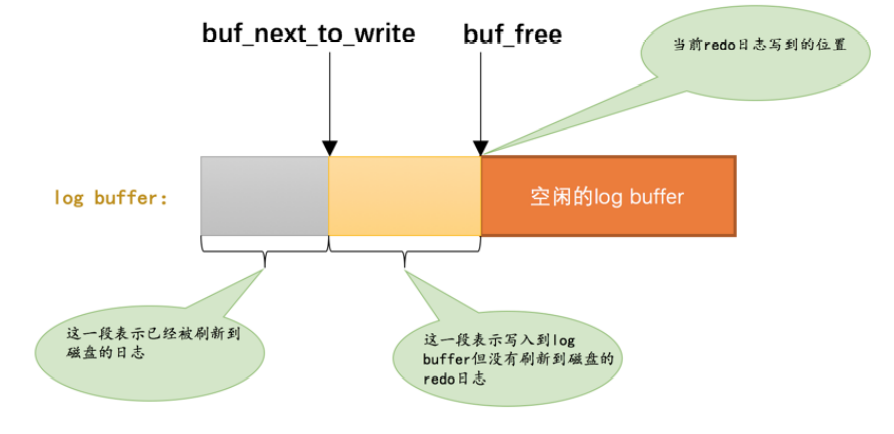 buf_next_to_write
buf_free
当前redo日志写到的位置
log buffer:
空闲的log buffer
这一段表示已经被刷新到
磁盘的日志
这一段表示写入到log
buffer但没有刷新到磁盘的
redo日志